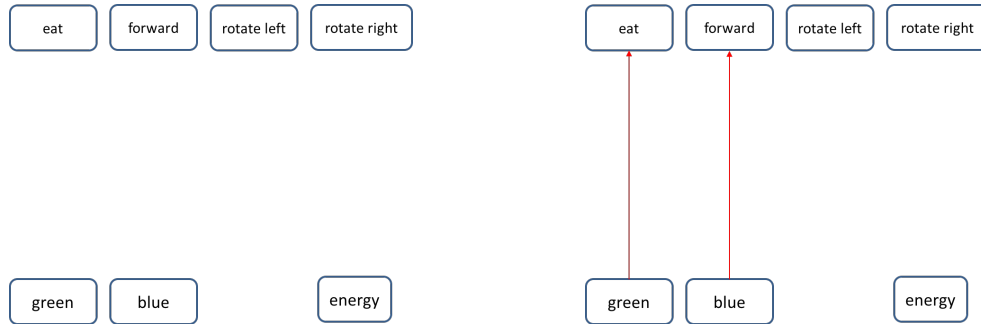 eat forward rotate left rotate right eat forward rotate left rotate right
green blue energy green blue energy